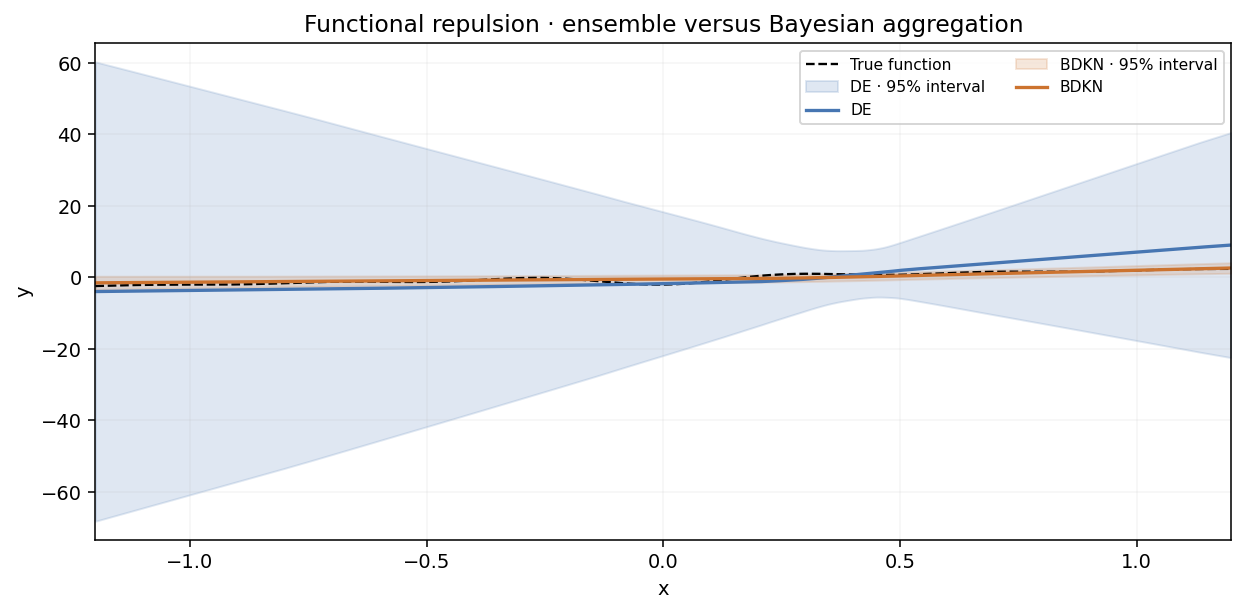 Functional repulsion · ensemble versus Bayesian aggregation
True function
DE · 95% interval
DE
BDKN · 95% interval
BDKN
y
60
40
20
0
−20
−40
−60
−1.0
−0.5
0.0
0.5
1.0
x